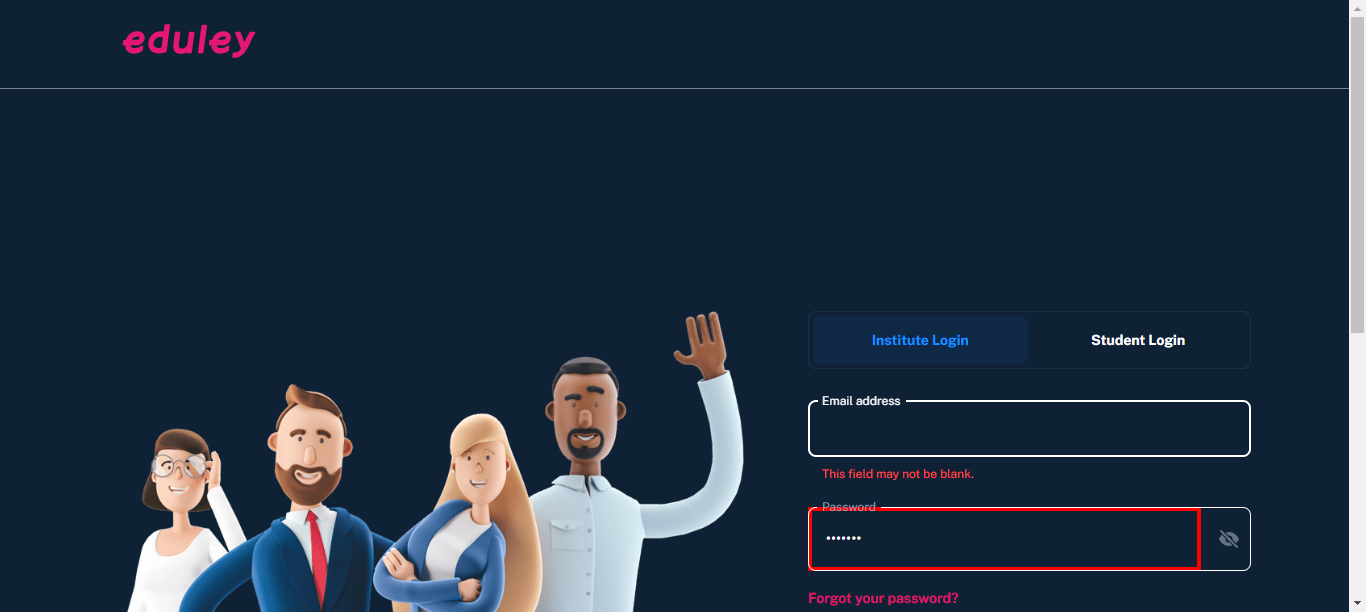 eduley
Institute Login
Student Login
Email address
This field may not be blank.
Password
•••••••
Forgot your password?